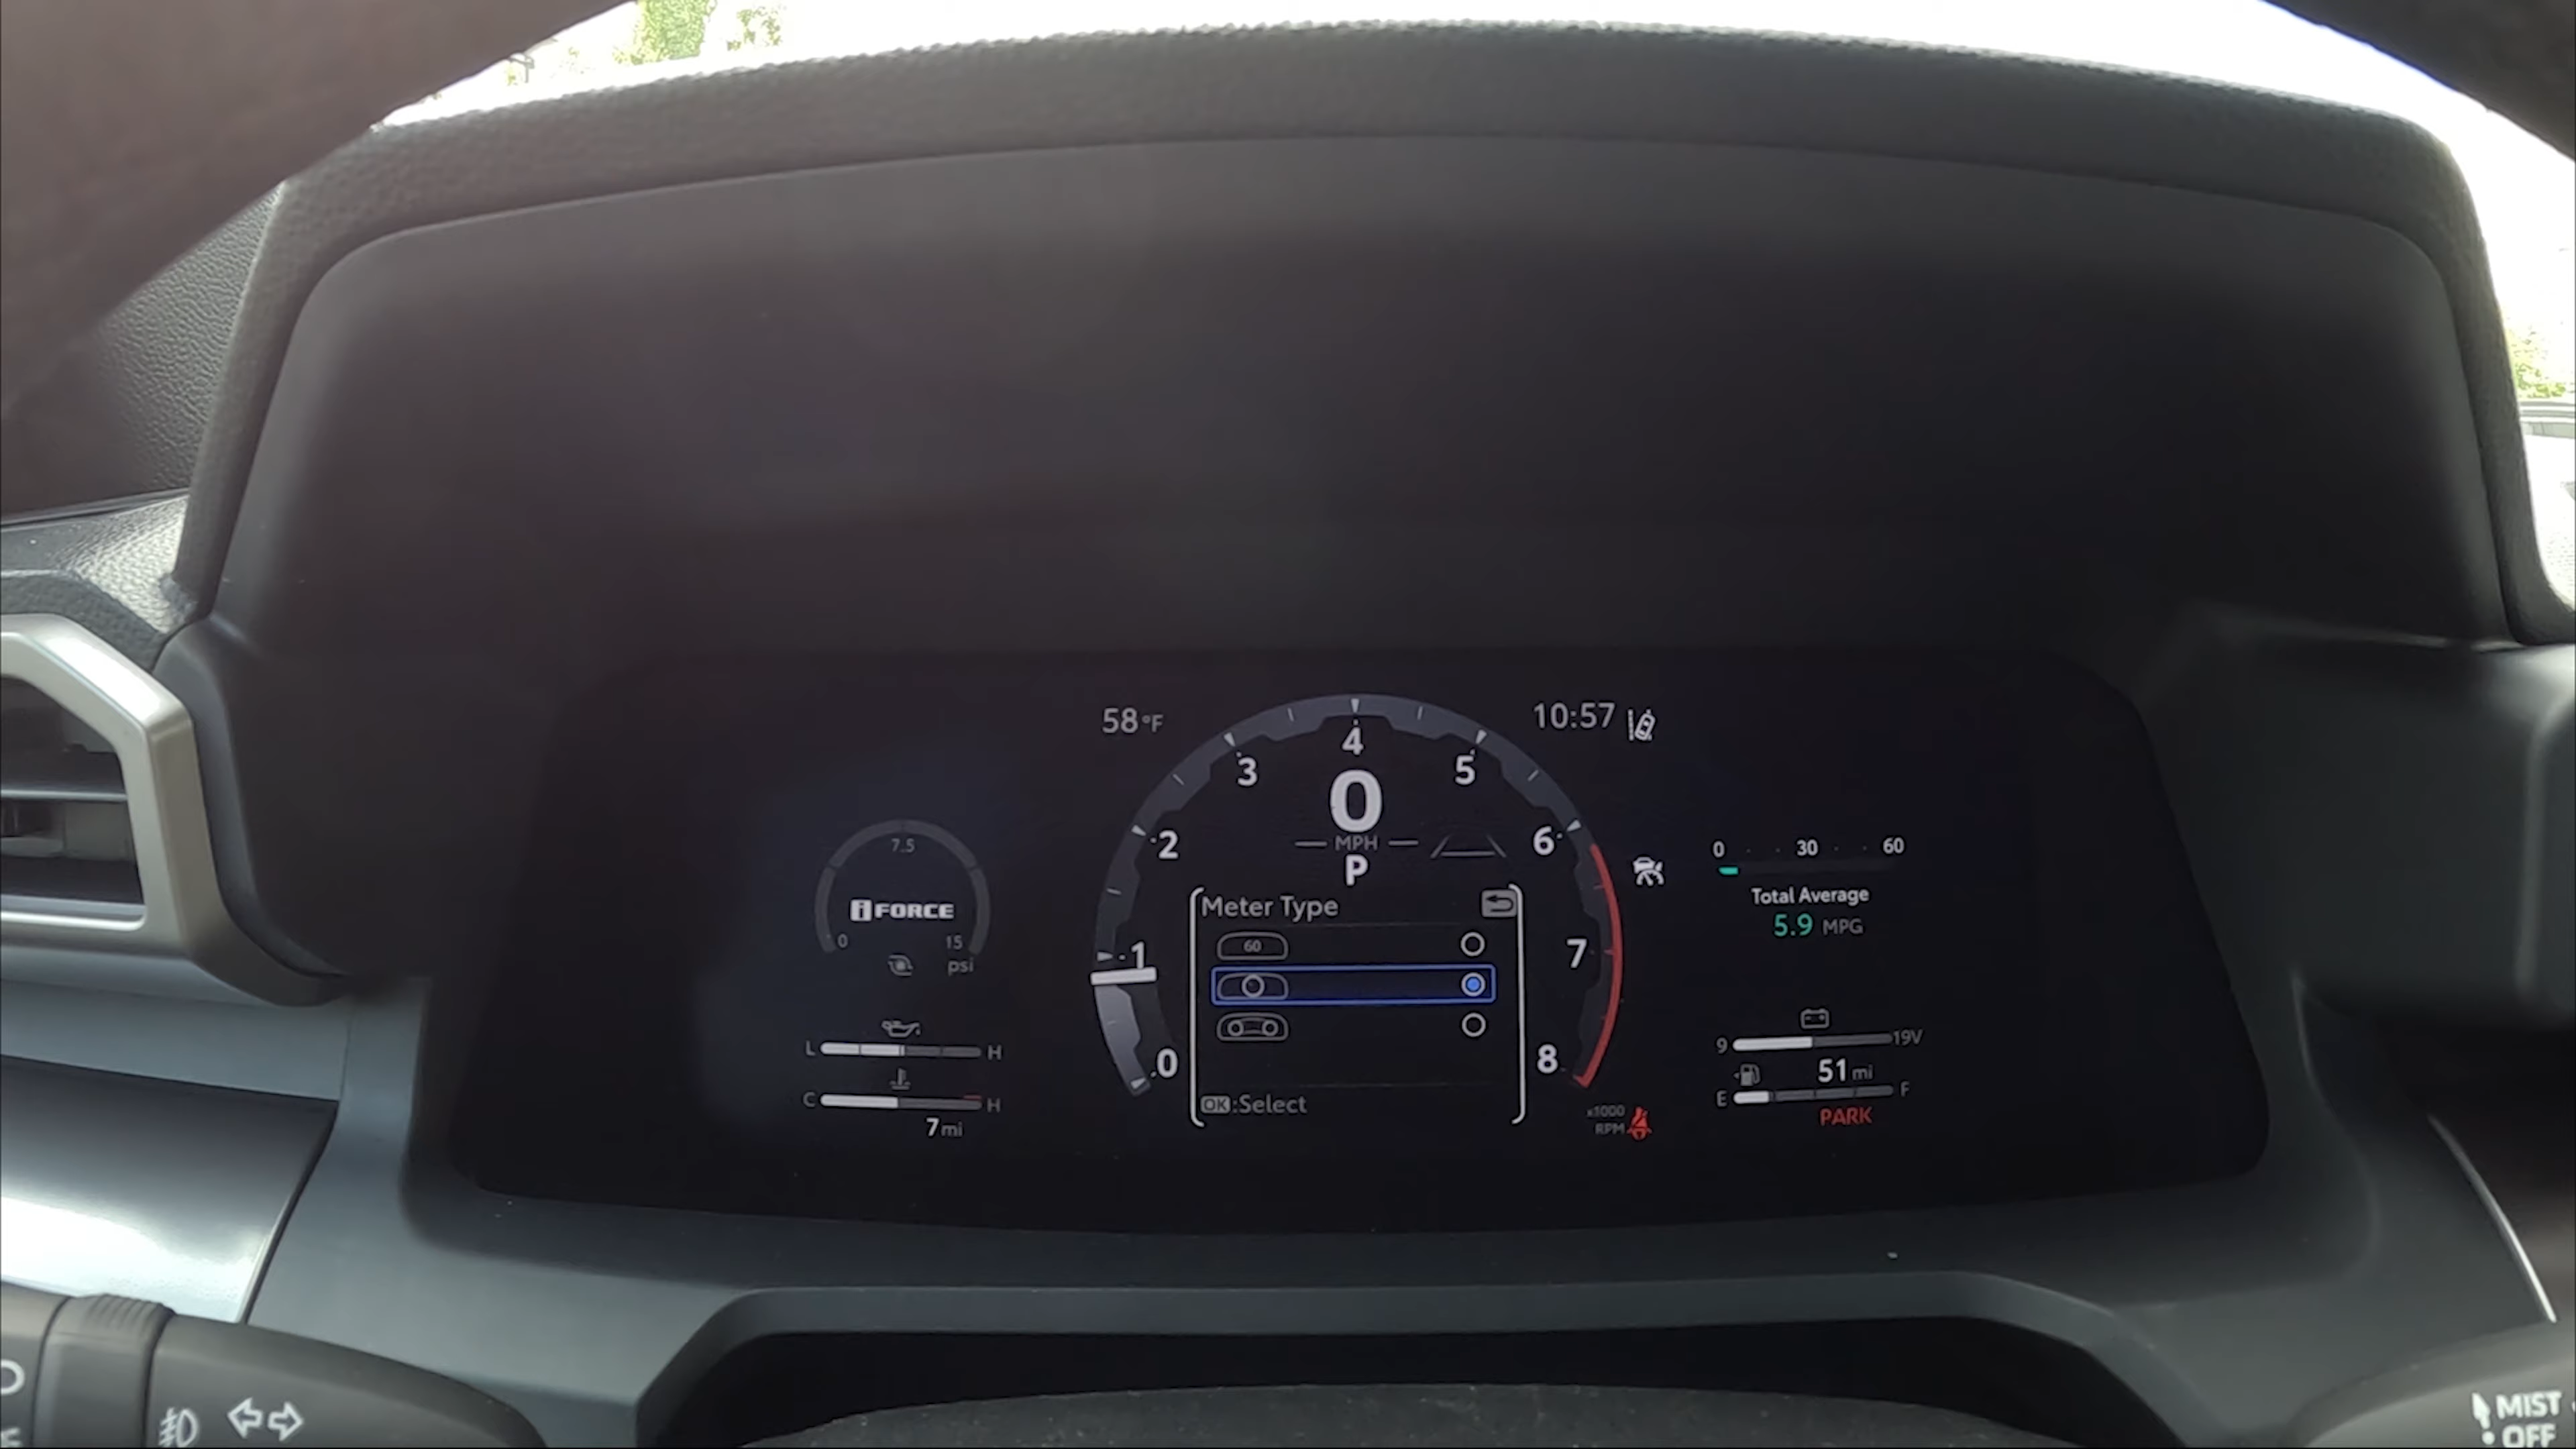 58°F
10:57
4
3
5
0
2
6
MPH
P
7.5
iFORCE
0
15
psi
1
7
0
8
Meter Type
60
OK:Select
0 30 60
Total Average
5.9 MPG
L H
C H
7 mi
9 19V
51 mi
E F
PARK
x1000
RPM
MIST
OFF